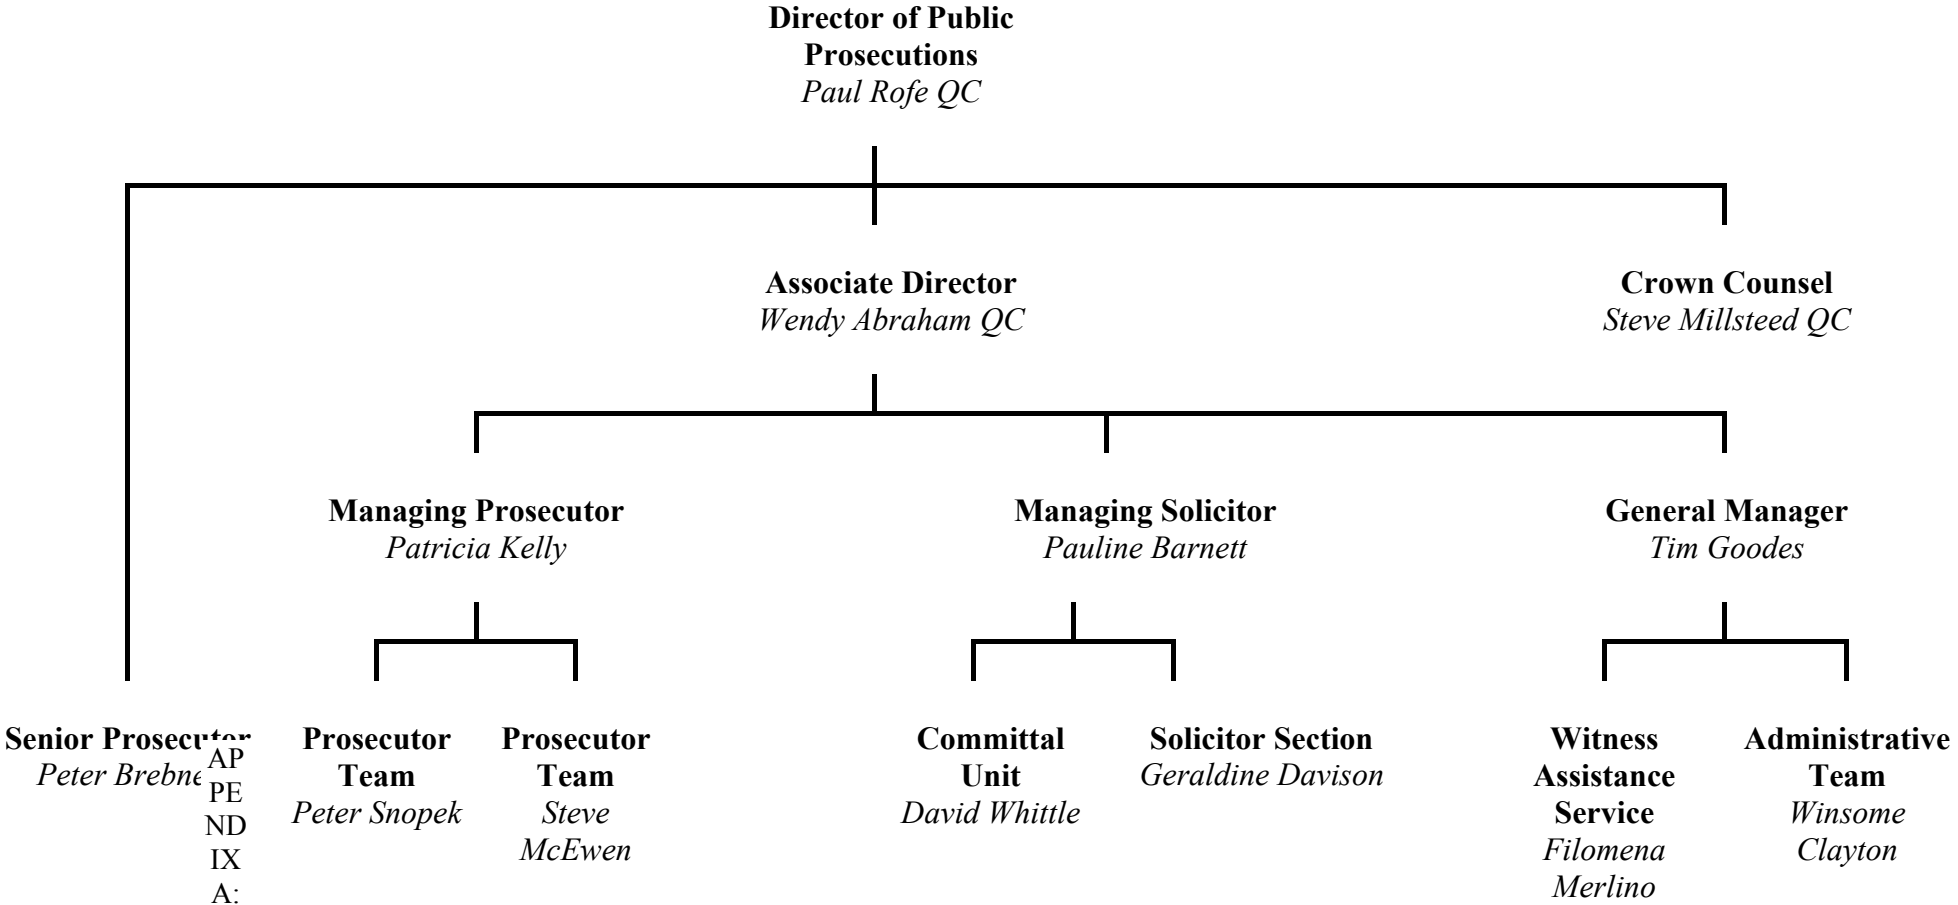 Director of Public
Prosecutions
Paul Rofe QC
Associate Director
Wendy Abraham QC
Crown Counsel
Steve Millsteed QC
Managing Prosecutor
Patricia Kelly
Managing Solicitor
Pauline Barnett
General Manager
Tim Goodes
Senior Prosecutor
Peter
Prosecutor
Team
Peter Snopek
Prosecutor
Team
Steve
McEwen
Committal
Unit
David Whittle
Solicitor Section
Geraldine Davison
Witness
Assistance
Service
Filomena
Merlino
Administrative
Team
Winsome
Clayton
AP
PE
ND
IX
A: